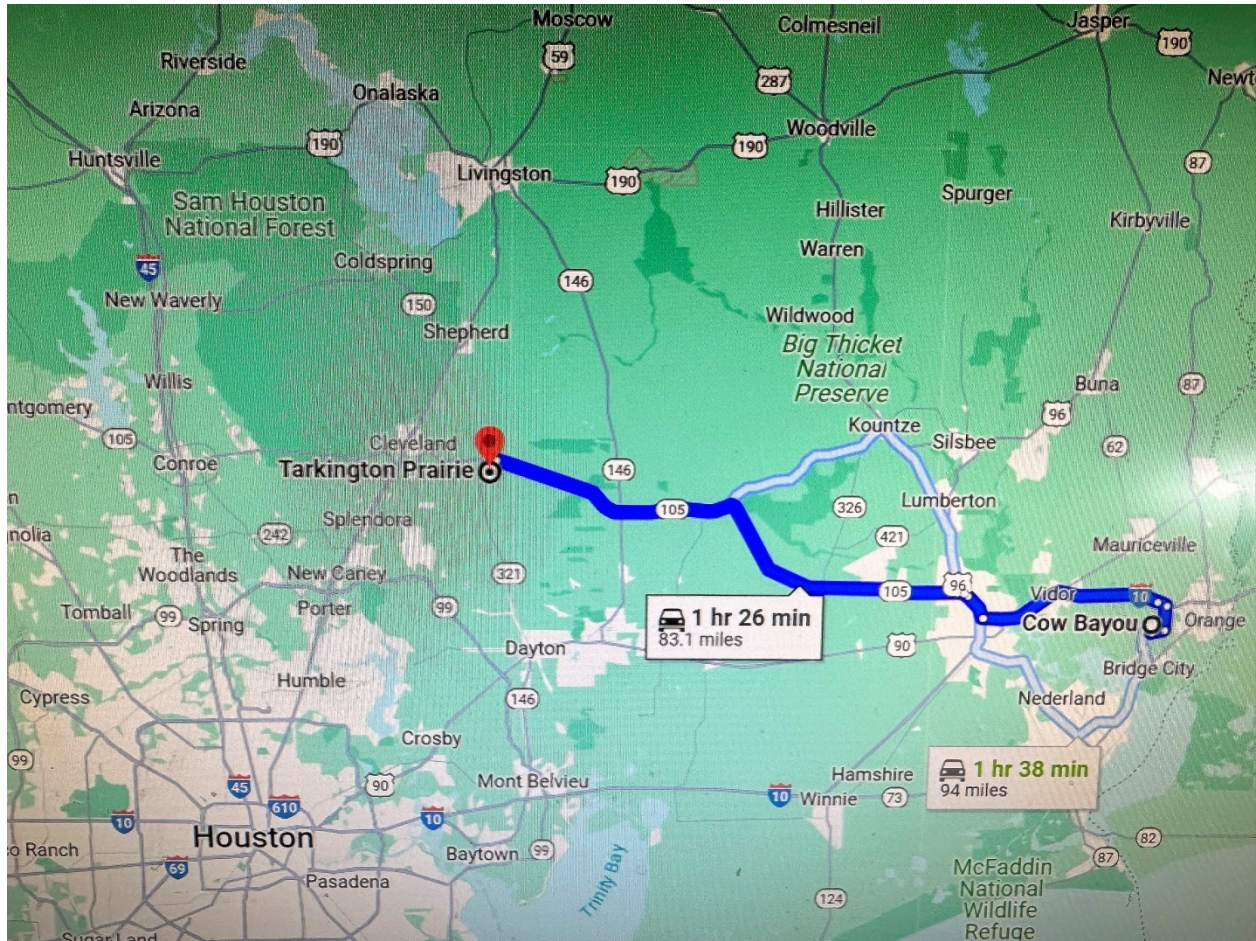 Moscow
Colmesneil
Jasper
190
59
Riverside
287
Newt
Onalaska
Arizona
Woodville
190
190
87
Huntsville
Livingston
190
Spurger
Sam Houston
National Forest
Hillister
Kirbyville
Warren
Coldspring
45
146
New Waverly
150
Wildwood
Shepherd
Big Thicket
National
Preserve
Willis
Buna
87
ntgomery
96
105
Kountze
Silsbee
62
Cleveland
Conroe
Tarkington Prairie
146
n
Lumberton
105
326
Splendora
nolia
242
421
Mauriceville
The
Woodlands
New Caney
321
96
Porter
105
Vidor
10
Tomball
99
Spring
99
1 hr 26 min
83.1 miles
Cow Bayou
Orange
Dayton
90
Bridge City
Humble
Cypress
146
Nederland
Crosby
99
1 hr 38 min
94 miles
45
90
Mont Belvieu
Hamshire
610
10
10
Winnie
73
10
Houston
o Ranch
Baytown
99
82
87
69
Pasadena
Trinity Bay
McFaddin
National
Wildlife
Refuge
124
Sugar Land